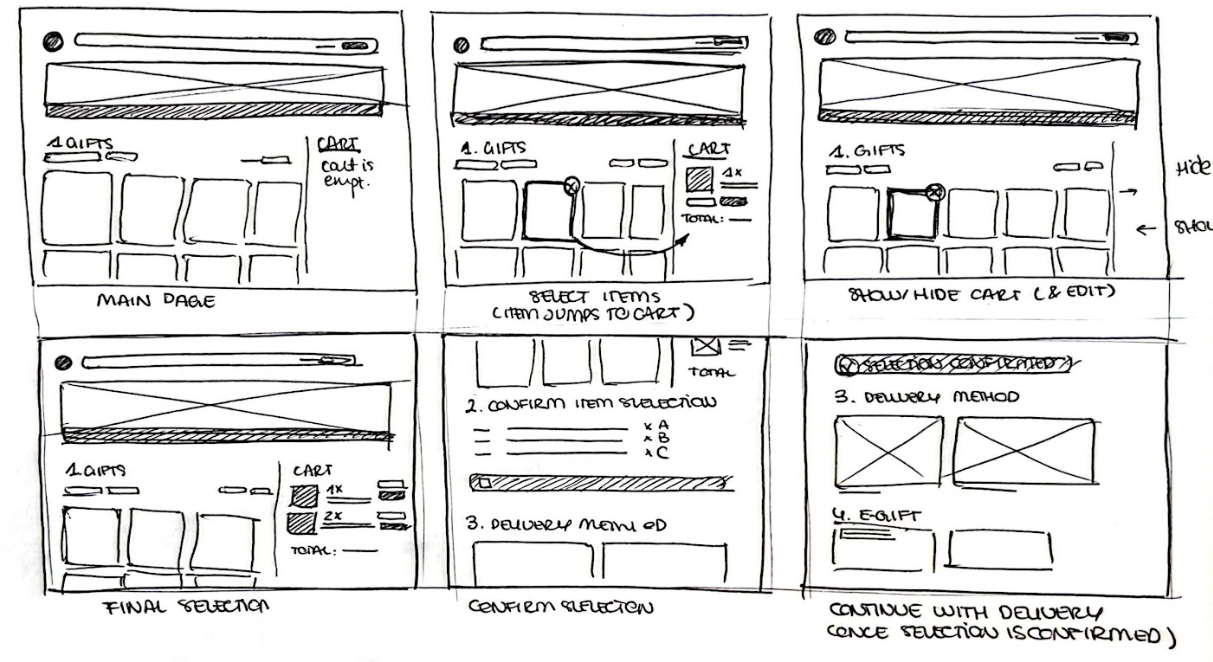 1 GIFTS
CART
cart is
empt.
MAIN PAGE
1. GIFTS
CART
1x
TOTAL:
SELECT ITEMS
(ITEM JUMPS TO CART)
1. GIFTS
HIDE
SHOW/HIDE CART (& EDIT)
1 GIFTS
CART
1x
2x
TOTAL:
FINAL SELECTION
TOTAL
2. CONFIRM ITEM SELECTION
x A
x B
x C
3. DELIVERY METHOD
CONFIRM SELECTION
SELECTION CONFIRMED
3. DELIVERY METHOD
4. E-GIFT
CONTINUE WITH DELIVERY
(ONCE SELECTION IS CONFIRMED)